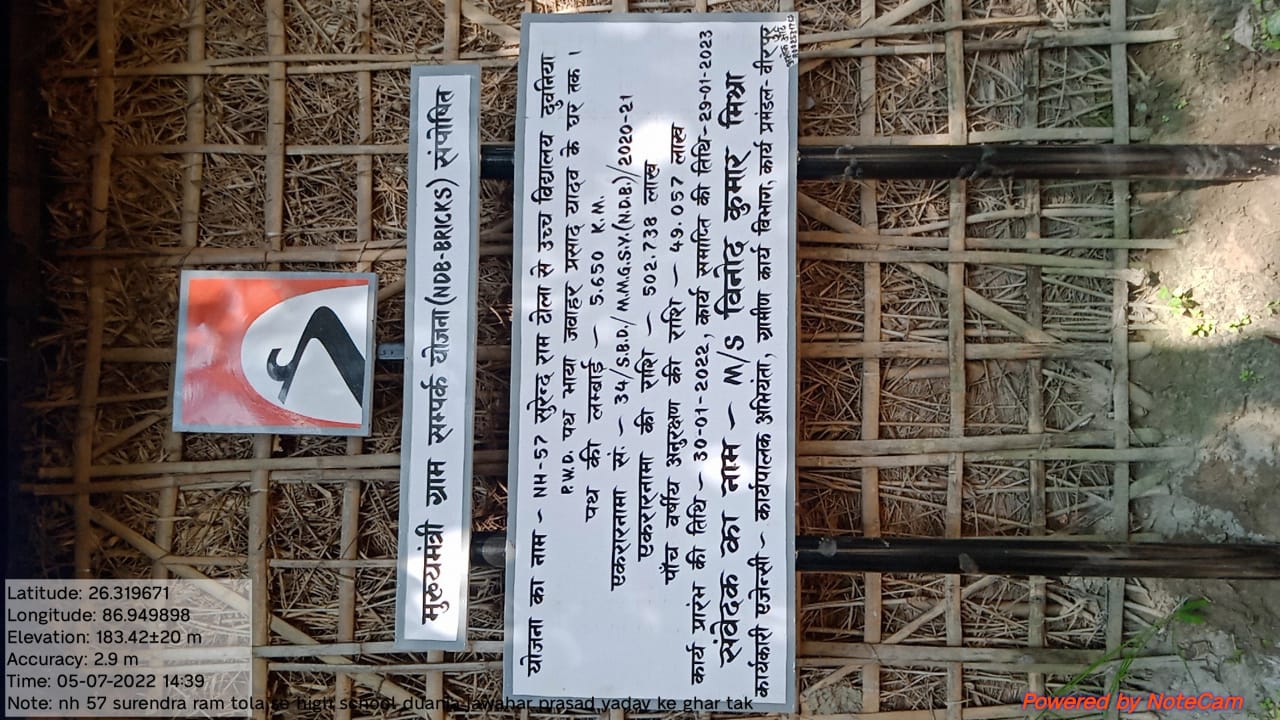 मुख्यमंत्री ग्राम सम्पर्क योजना (NDB-BRICKS) संपोषित
योजना का नाम - NH-57 सुरेन्द्र राम टोला से उच्च विद्यालय दुवनिया
P.W.D. पथ भाया जवाहर प्रसाद यादव के घर तक ।
पथ की लम्बाई - 5.650 K.M.
एकरारनामा सं - 34/S.B.D./M.M.G.S.Y.(N.D.B.)/2020-21
एकरारनामा की राशि - 502.738 लाख
पाँच वर्षीय अनुरक्षण की राशि - 49.057 लाख
कार्य प्रारंभ की तिथि - 30-01-2022, कार्य समाप्ति की तिथि - 29-01-2023
संवेदक का नाम - M/S विनोद कुमार मिश्रा
कार्यकारी एजेन्सी - कार्यपालक अभियंता, ग्रामीण कार्य विभाग, कार्य प्रमंडल- वीरपुर
Latitude: 26.319671
Longitude: 86.949898
Elevation: 183.42±20 m
Accuracy: 2.9 m
Time: 05-07-2022 14:39
Note: nh 57 surendra ram tola se high school duania jawahar prasad yadav ke ghar tak
Powered by NoteCam